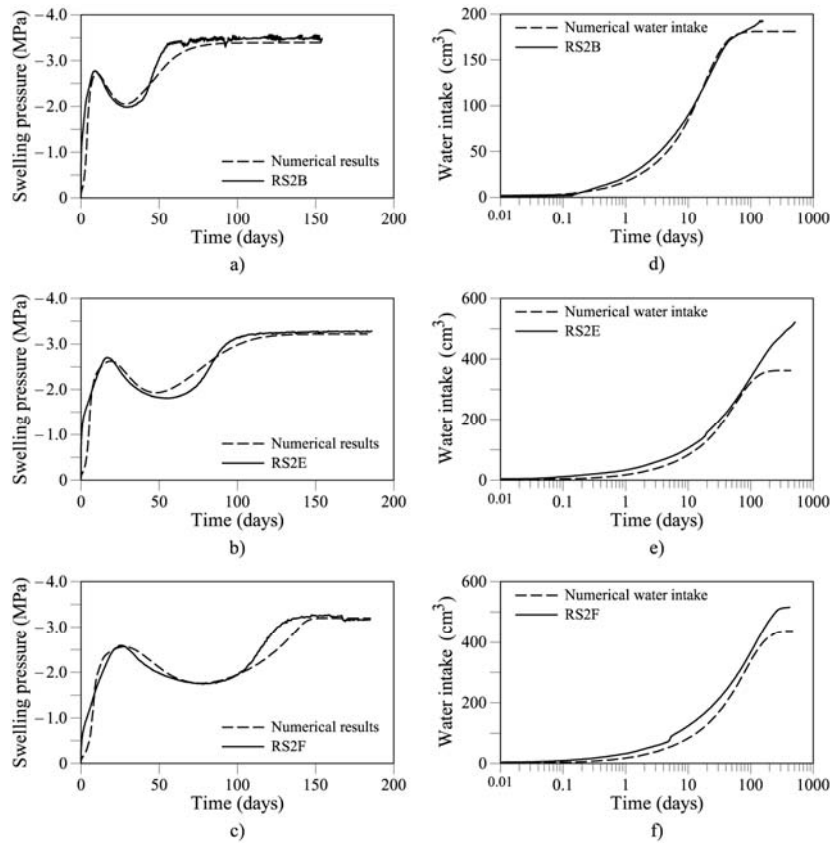 Swelling pressure (MPa)
−4.0
−3.0
−2.0
−1.0
0
Numerical results
RS2B
0 50 100 150 200
Time (days)
a)
Water intake (cm³)
200
150
100
50
0
Numerical water intake
RS2B
0.01 0.1 1 10 100 1000
Time (days)
d)
Swelling pressure (MPa)
−4.0
−3.0
−2.0
−1.0
0
Numerical results
RS2E
0 50 100 150 200
Time (days)
b)
Water intake (cm³)
600
400
200
0
Numerical water intake
RS2E
0.01 0.1 1 10 100 1000
Time (days)
e)
Swelling pressure (MPa)
−4.0
−3.0
−2.0
−1.0
0
Numerical results
RS2F
0 50 100 150 200
Time (days)
c)
Water intake (cm³)
600
400
200
0
Numerical water intake
RS2F
0.01 0.1 1 10 100 1000
Time (days)
f)